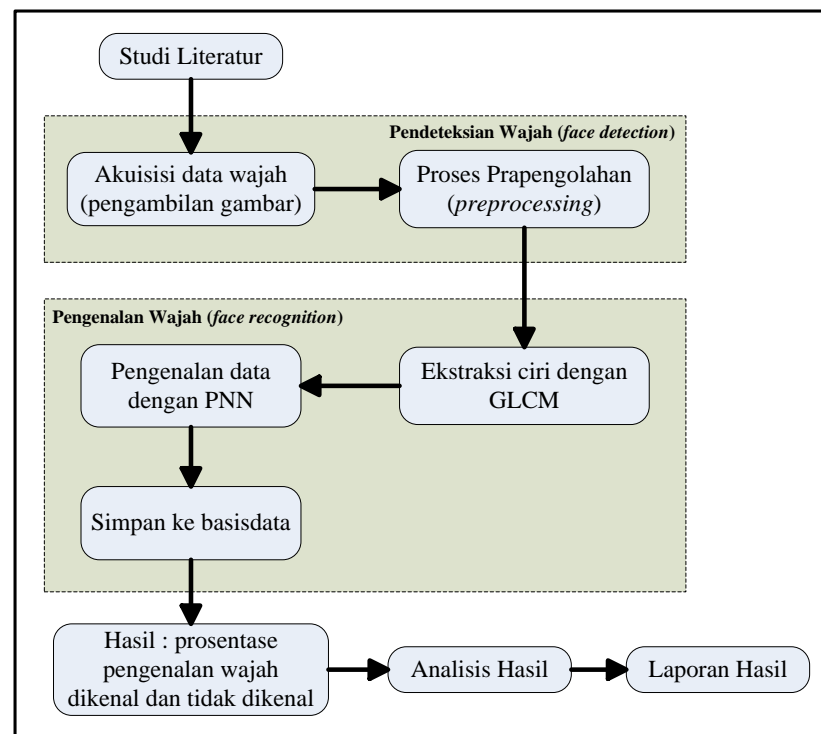 Studi Literatur
Pendeteksian Wajah (face detection)
Akuisisi data wajah
(pengambilan gambar)
Proses Prapengolahan
(preprocessing)
Pengenalan Wajah (face recognition)
Ekstraksi ciri dengan
GLCM
Pengenalan data
dengan PNN
Simpan ke basisdata
Hasil : prosentase
pengenalan wajah
dikenal dan tidak dikenal
Analisis Hasil
Laporan Hasil